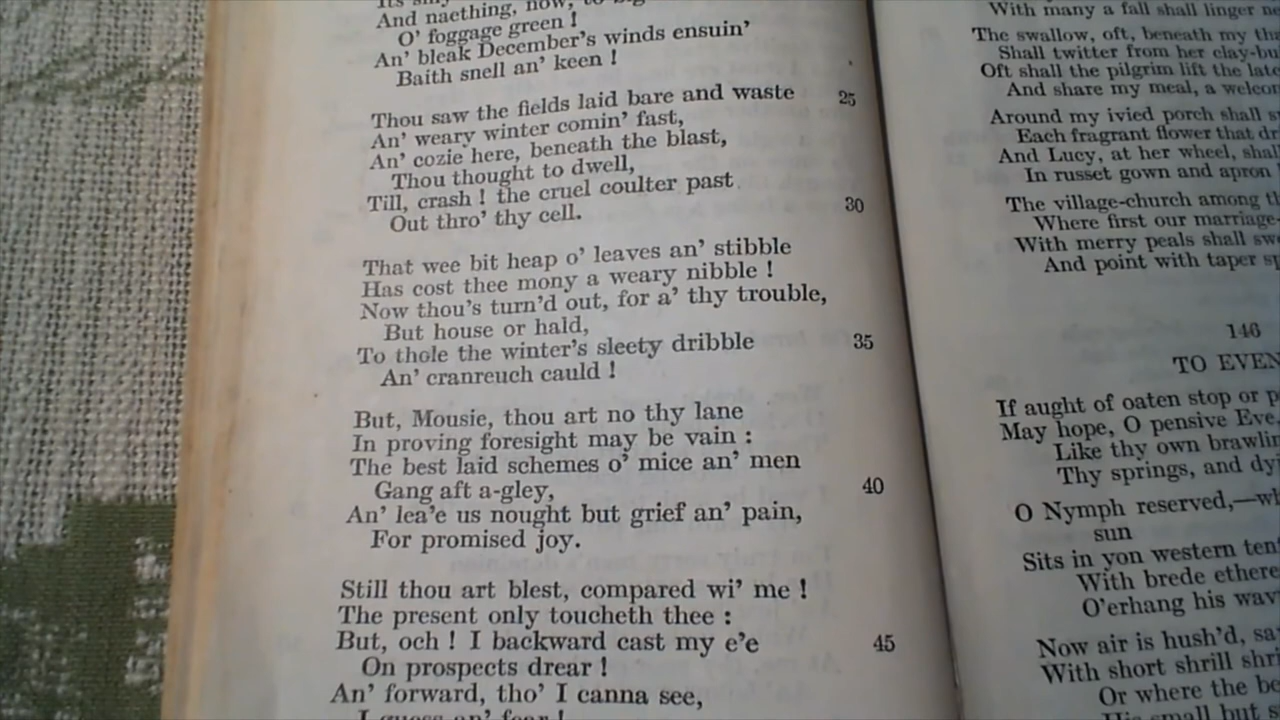 And naething, now, to big
O' foggage green !
An' bleak December's winds ensuin'
Baith snell an' keen !
Thou saw the fields laid bare and waste 25
An' weary winter comin' fast,
An' cozie here, beneath the blast,
Thou thought to dwell,
Till, crash ! the cruel coulter past
Out thro' thy cell. 30
That wee bit heap o' leaves an' stibble
Has cost thee mony a weary nibble !
Now thou's turn'd out, for a' thy trouble,
But house or hald,
To thole the winter's sleety dribble 35
An' cranreuch cauld !
But, Mousie, thou art no thy lane
In proving foresight may be vain :
The best laid schemes o' mice an' men
Gang aft a-gley, 40
An' lea'e us nought but grief an' pain,
For promised joy.
Still thou art blest, compared wi' me !
The present only toucheth thee :
But, och ! I backward cast my e'e 45
On prospects drear !
An' forward, tho' I canna see,
I guess an' fear !
With many a fall shall linger
The swallow, oft, beneath my
Shall twitter from her
Oft shall the pilgrim lift the
And share my meal, a
Around my ivied porch shall
Each fragrant flower that
And Lucy, at her wheel,
In russet gown and apron
The village-church among
Where first our
With merry peals shall
And point with taper
146
TO
If aught of oaten stop or
May hope, O pensive Eve,
Like thy own
Thy springs, and
O Nymph reserved,—
sun
Sits in yon western
With brede
O'erhang his
Now air is hush'd,
With short shrill
Or where the
His small but